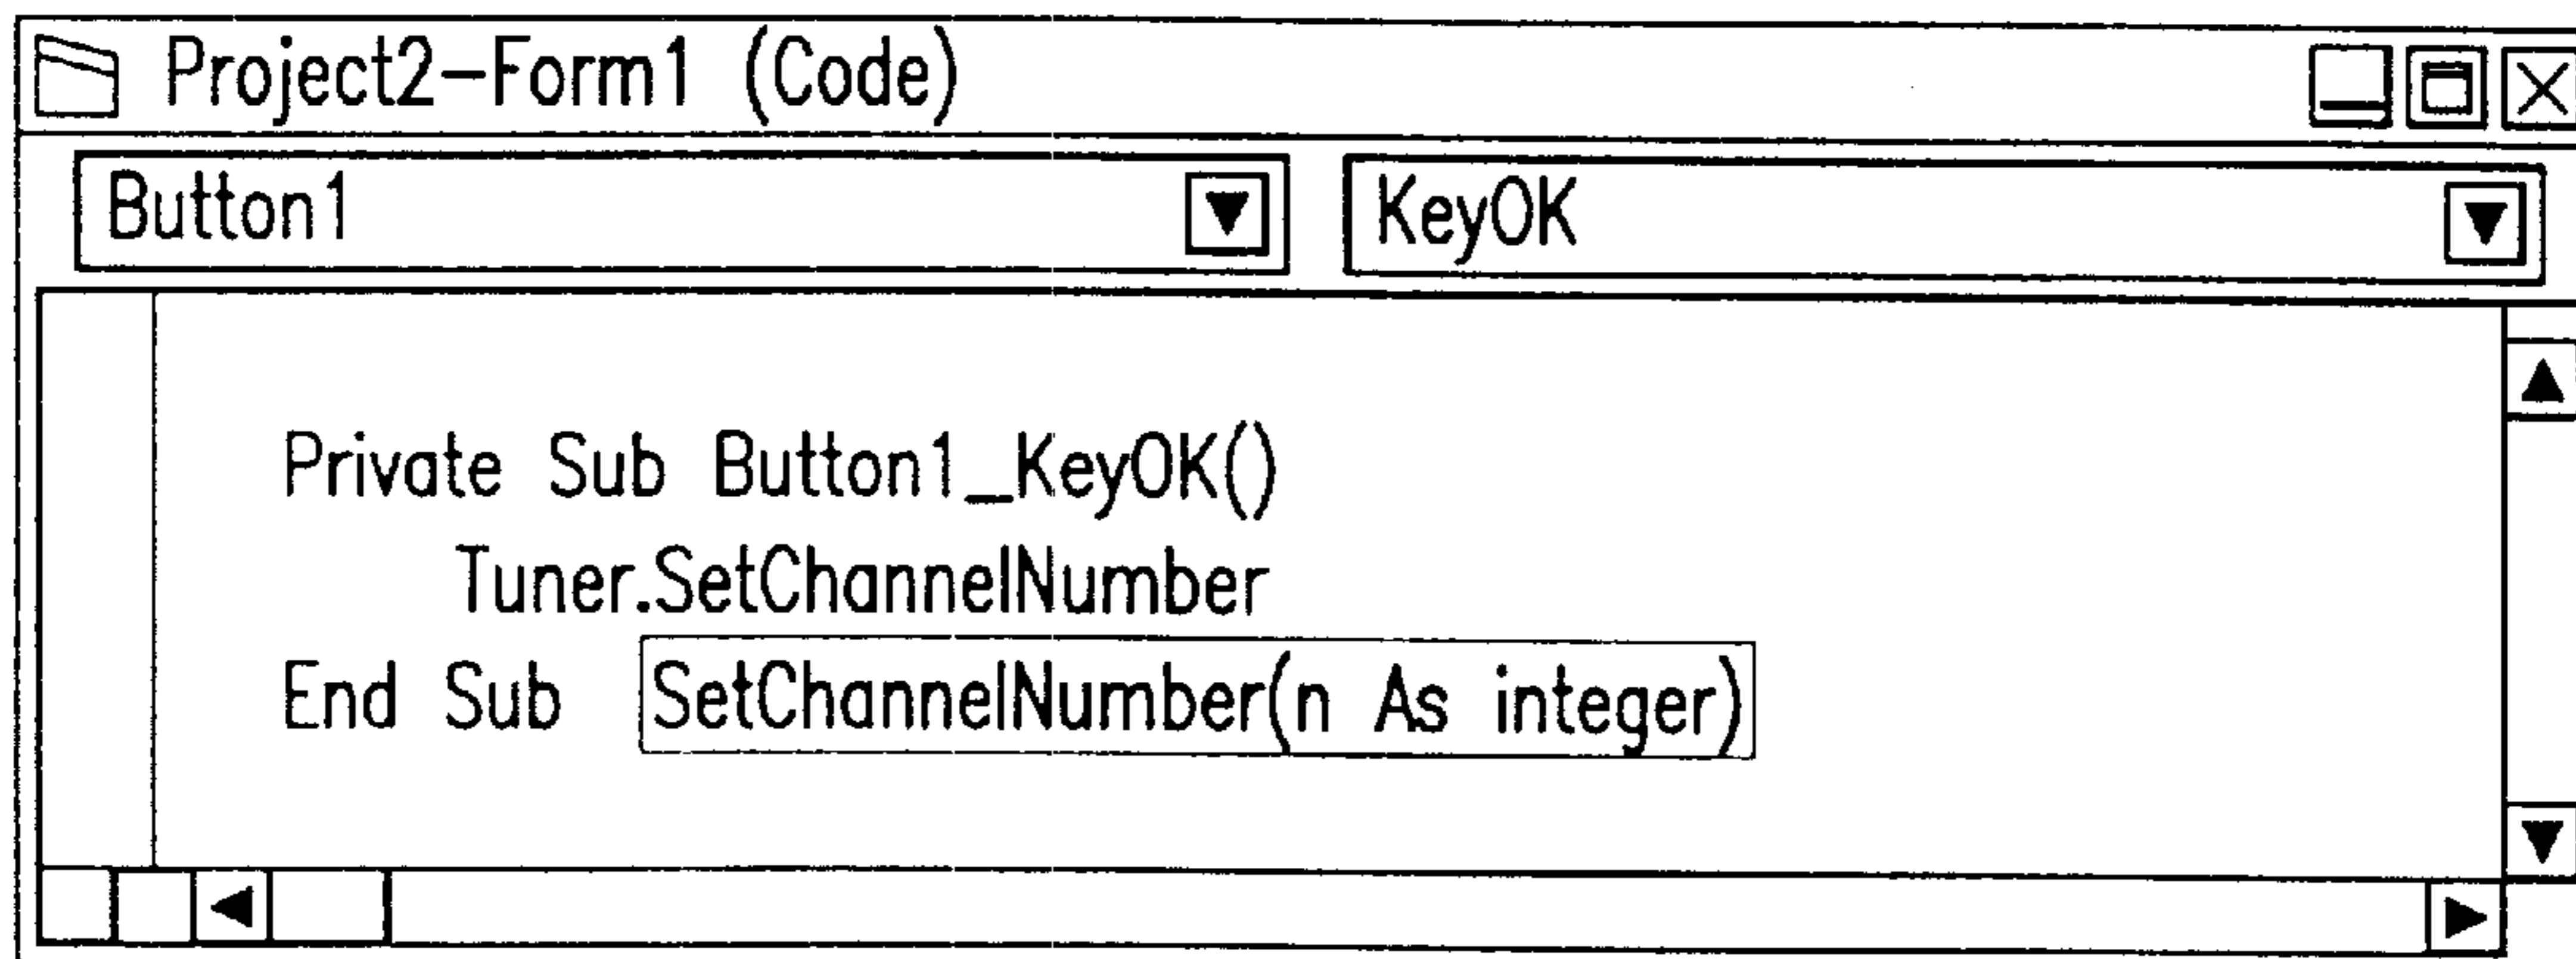 Project2-Form1 (Code)
Button1 KeyOK
Private Sub Button1_KeyOK()
Tuner.SetChannelNumber
End Sub SetChannelNumber(n As integer)